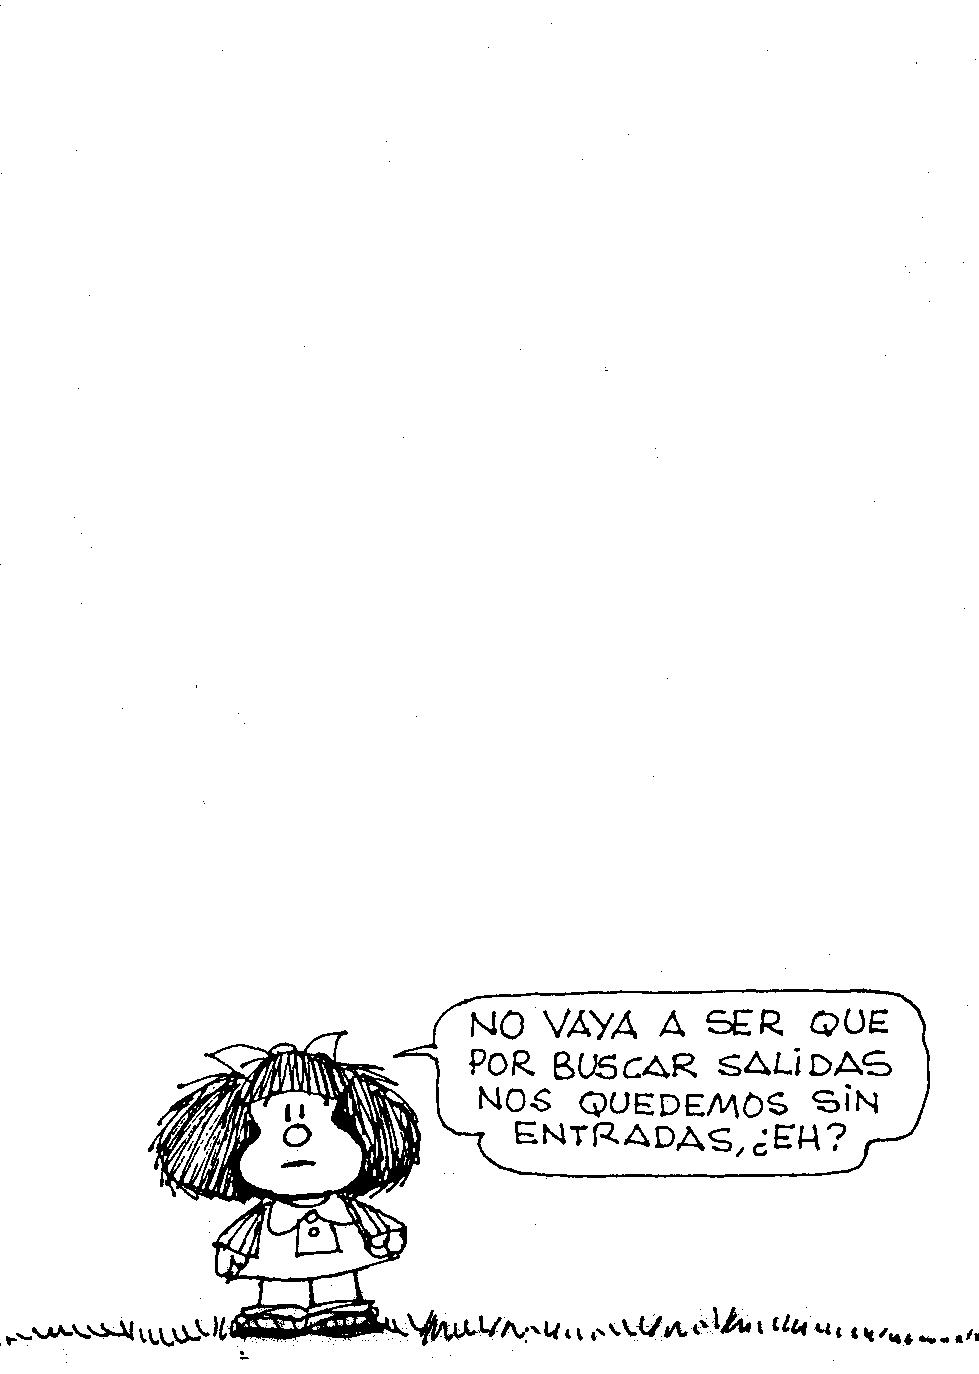 NO VAYA A SER QUE
POR BUSCAR SALIDAS
NOS QUEDEMOS SIN
ENTRADAS, ¿EH?